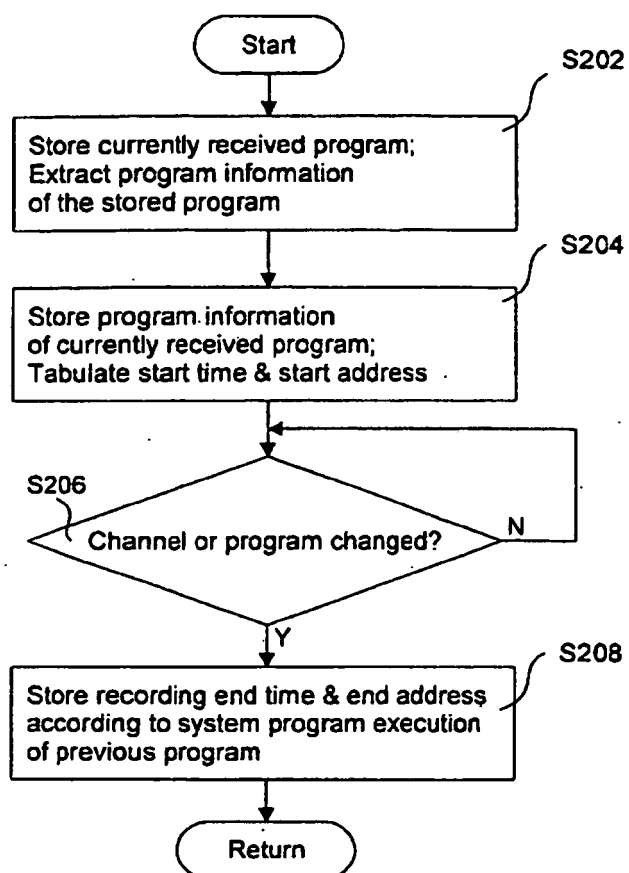 Start
S202
Store currently received program;
Extract program information
of the stored program
S204
Store program information
of currently received program;
Tabulate start time & start address
S206
Channel or program changed?
N
Y
S208
Store recording end time & end address
according to system program execution
of previous program
Return